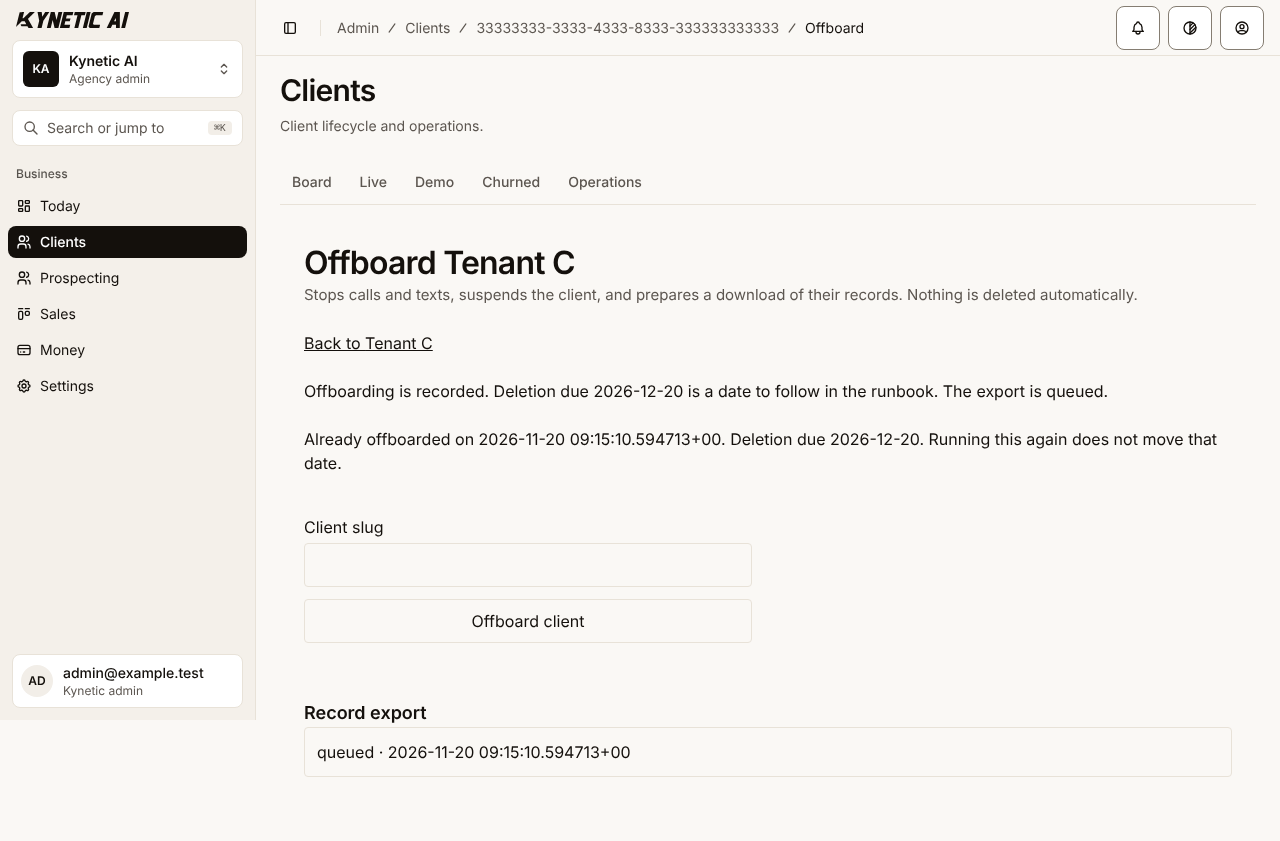 KYNETIC AI
KA
Kynetic AI
Agency admin
Search or jump to
⌘K
Business
Today
Clients
Prospecting
Sales
Money
Settings
AD
admin@example.test
Kynetic admin
Admin / Clients / 33333333-3333-4333-8333-333333333333 / Offboard
Clients
Client lifecycle and operations.
Board Live Demo Churned Operations
Offboard Tenant C
Stops calls and texts, suspends the client, and prepares a download of their records. Nothing is deleted automatically.
Back to Tenant C
Offboarding is recorded. Deletion due 2026-12-20 is a date to follow in the runbook. The export is queued.
Already offboarded on 2026-11-20 09:15:10.594713+00. Deletion due 2026-12-20. Running this again does not move that
date.
Client slug
Offboard client
Record export
queued · 2026-11-20 09:15:10.594713+00